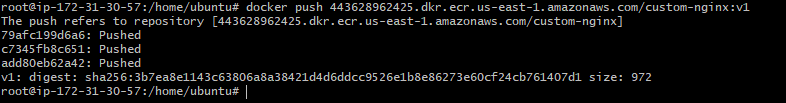 root@ip-172-31-30-57:/home/ubuntu# docker push 443628962425.dkr.ecr.us-east-1.amazonaws.com/custom-nginx:v1
The push refers to repository [443628962425.dkr.ecr.us-east-1.amazonaws.com/custom-nginx]
79afc199d6a6: Pushed
c7345fb8c651: Pushed
add80eb62a42: Pushed
v1: digest: sha256:3b7ea8e1143c63806a8a38421d4d6ddcc9526e1b8e86273e60cf24cb761407d1 size: 972
root@ip-172-31-30-57:/home/ubuntu#